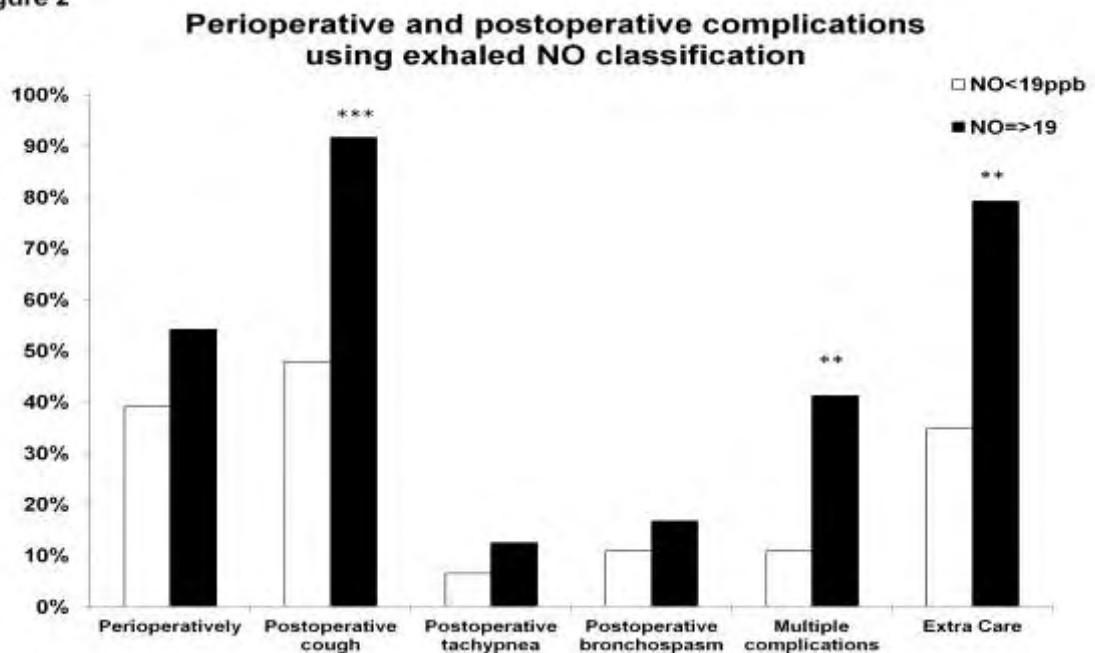 Perioperative and postoperative complications
using exhaled NO classification
NO<19ppb
NO=>19
100%
90%
80%
70%
60%
50%
40%
30%
20%
10%
0%
***
**
**
Perioperatively
Postoperative
cough
Postoperative
tachypnea
Postoperative
bronchospasm
Multiple
complications
Extra Care